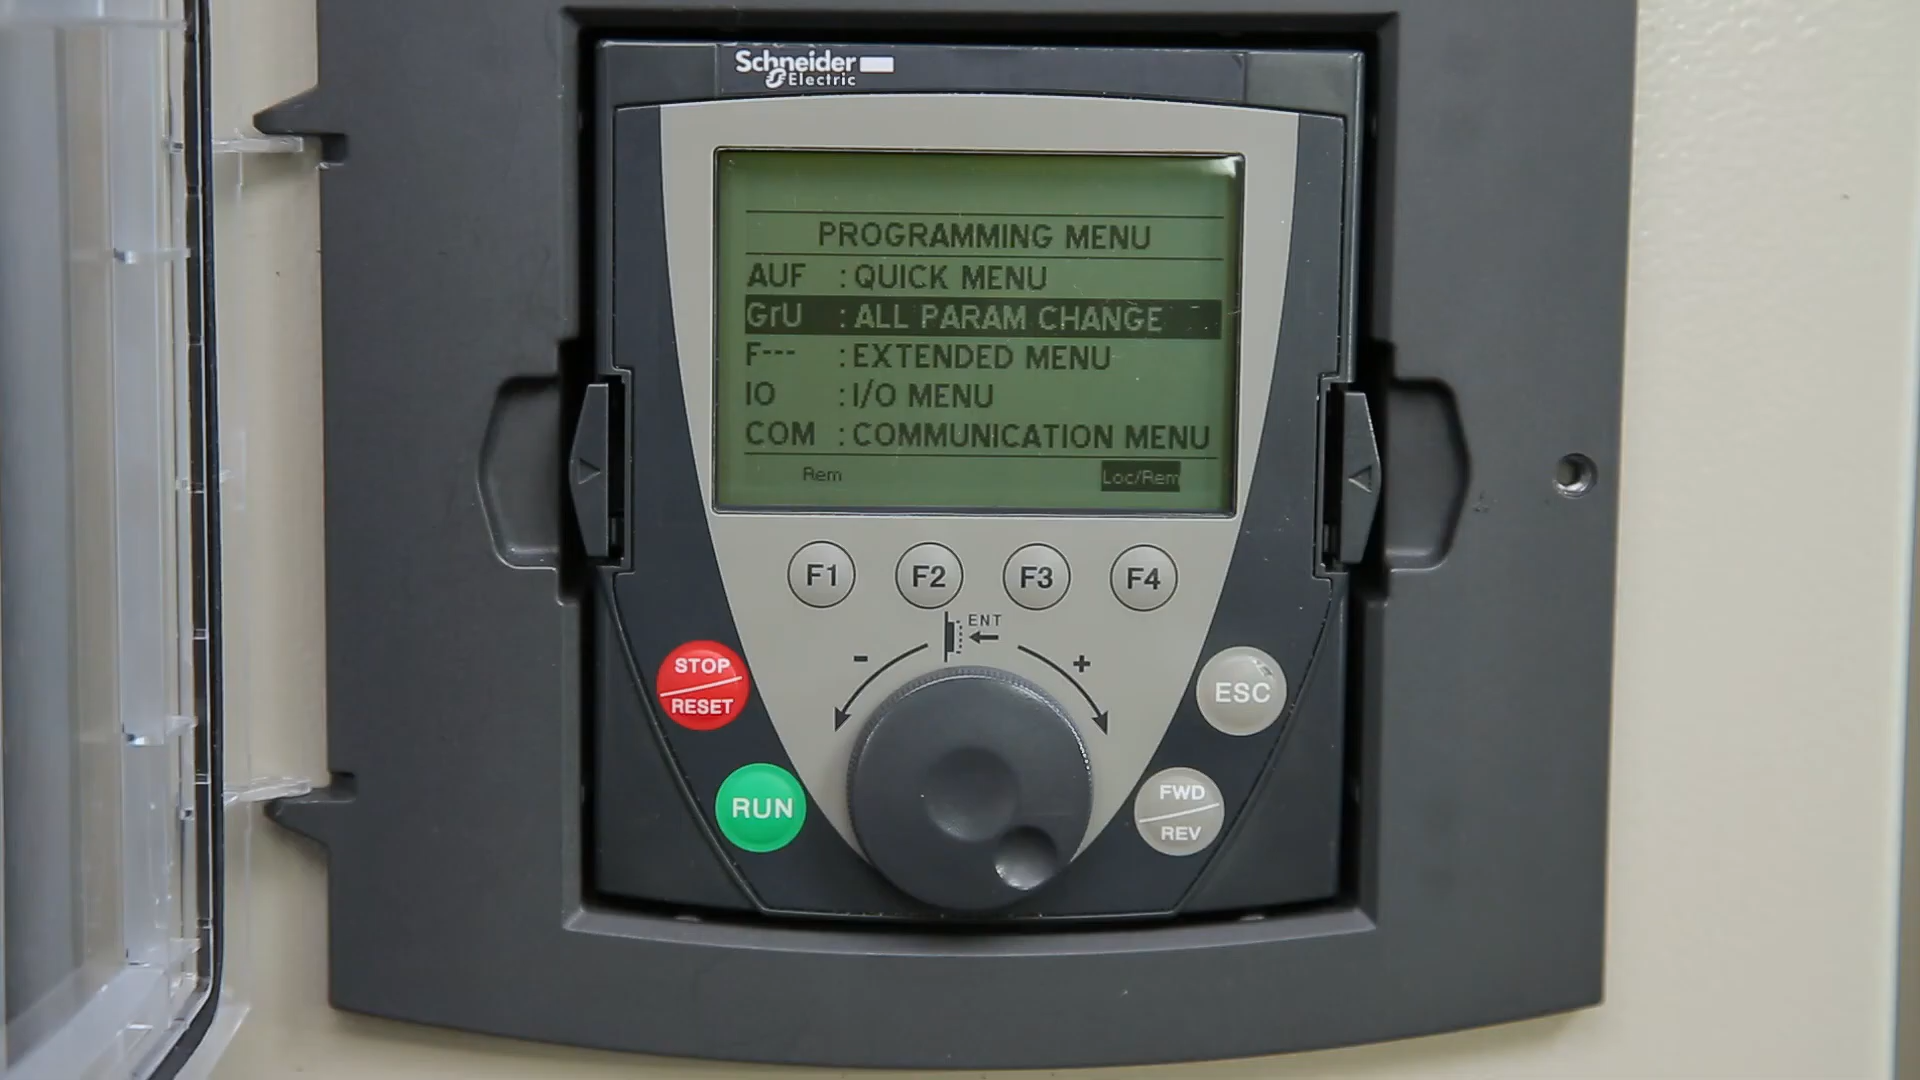 Schneider
Electric
PROGRAMMING MENU
AUF : QUICK MENU
GrU : ALL PARAM CHANGE
F--- : EXTENDED MENU
IO : I/O MENU
COM : COMMUNICATION MENU
Rem Loc/Rem
F1 F2 F3 F4
ENT
- +
STOP
RESET
ESC
RUN
FWD
REV